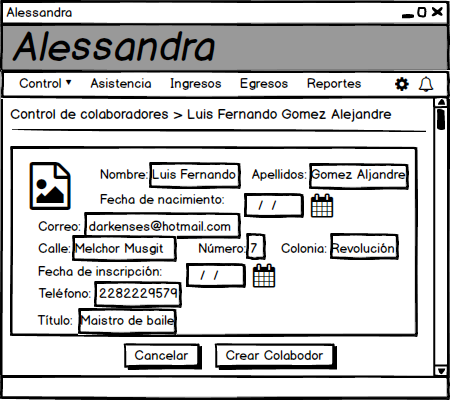 Alessandra
Alessandra
Control Asistencia Ingresos Egresos Reportes
Control de colaboradores > Luis Fernando Gomez Alejandre
Nombre: Luis Fernando Apellidos: Gomez Aljandre
Fecha de nacimiento: / /
Correo: darkenses@hotmail.com
Calle: Melchor Musgit Número: 7 Colonia: Revolución
Fecha de inscripción: / /
Teléfono: 2282229579
Título: Maistro de baile
Cancelar Crear Colabodor